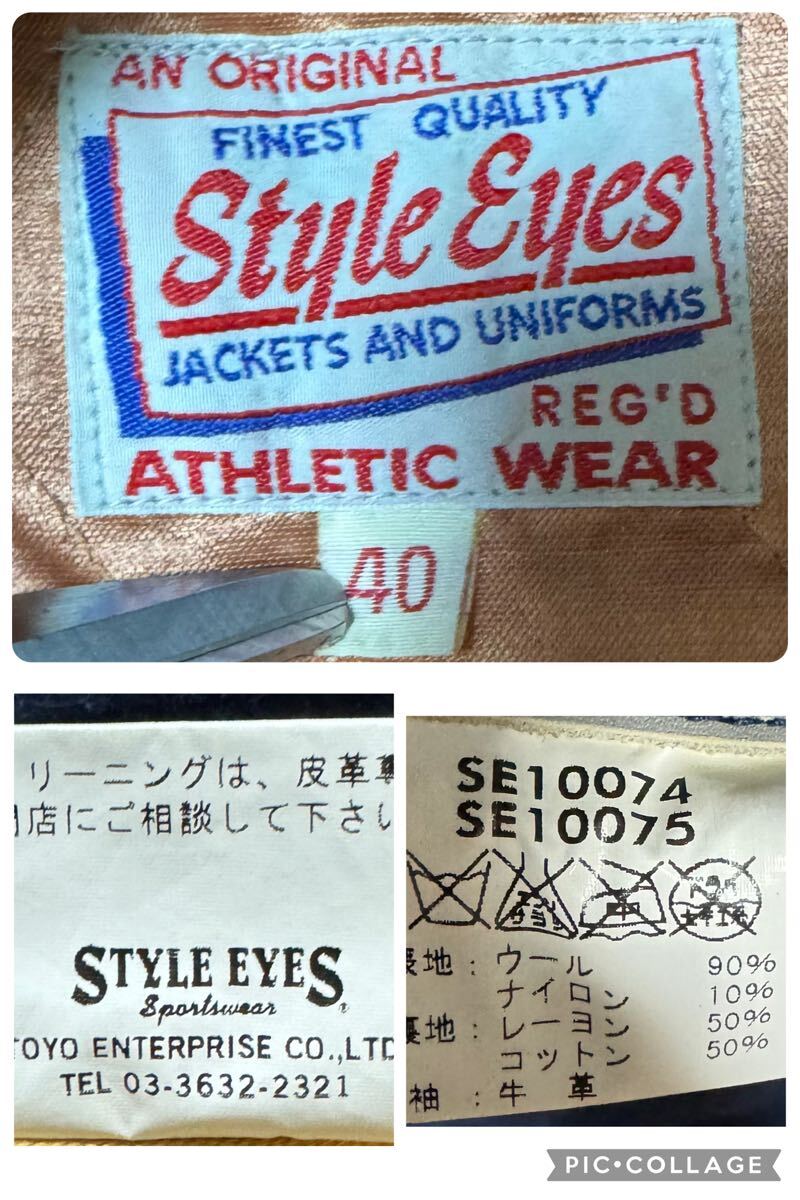 AN ORIGINAL
FINEST QUALITY
Style Eyes
JACKETS AND UNIFORMS
REG'D
ATHLETIC WEAR
40
リーニングは、皮革専
店にご相談して下さい
STYLE EYES
Sportswear
TOYO ENTERPRISE CO.,LTD
TEL 03-3632-2321
SE10074
SE10075
地：ウール 90%
ナイロン 10%
裏地：レーヨン 50%
コットン 50%
袖：牛革
PIC•COLLAGE